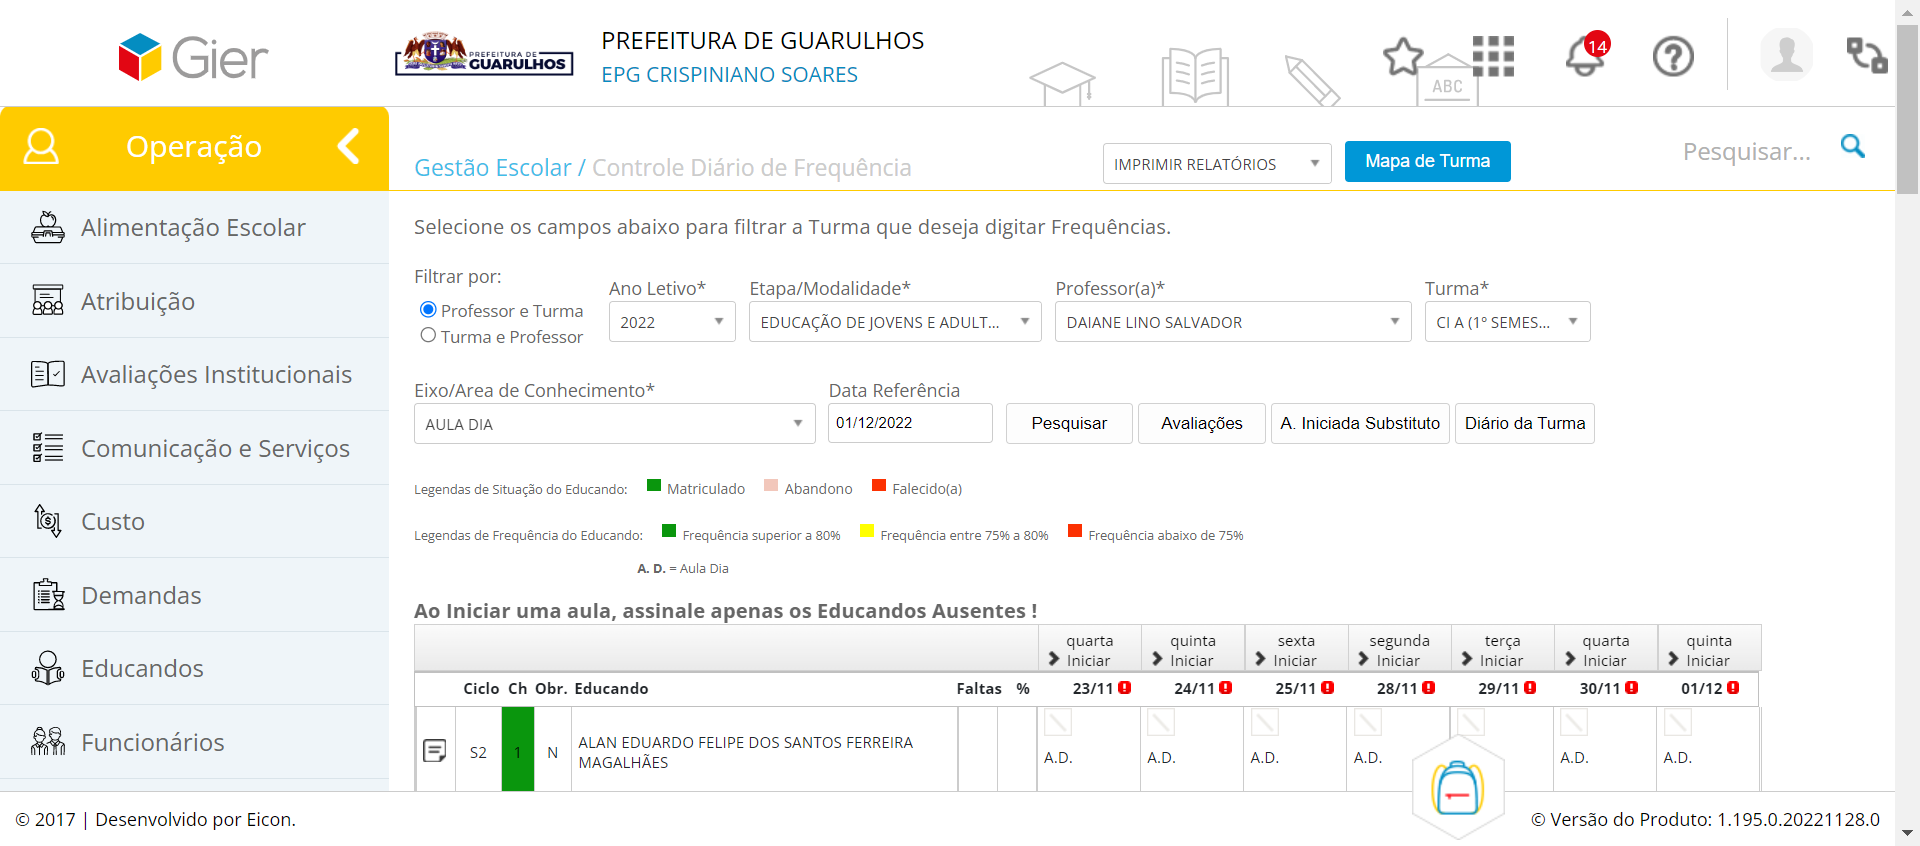 Gier
PREFEITURA DE
GUARULHOS
PREFEITURA DE GUARULHOS
EPG CRISPINIANO SOARES
ABC
14
Operação
Gestão Escolar / Controle Diário de Frequência
IMPRIMIR RELATÓRIOS
Mapa de Turma
Pesquisar...
Alimentação Escolar
Atribuição
Avaliações Institucionais
Comunicação e Serviços
Custo
Demandas
Educandos
Funcionários
Selecione os campos abaixo para filtrar a Turma que deseja digitar Frequências.
Filtrar por:
Professor e Turma
Turma e Professor
Ano Letivo*
2022
Etapa/Modalidade*
EDUCAÇÃO DE JOVENS E ADULT...
Professor(a)*
DAIANE LINO SALVADOR
Turma*
CI A (1º SEMES...
Eixo/Area de Conhecimento*
AULA DIA
Data Referência
01/12/2022
Pesquisar
Avaliações
A. Iniciada Substituto
Diário da Turma
Legendas de Situação do Educando: Matriculado Abandono Falecido(a)
Legendas de Frequência do Educando: Frequência superior a 80% Frequência entre 75% a 80% Frequência abaixo de 75%
A. D. = Aula Dia
Ao Iniciar uma aula, assinale apenas os Educandos Ausentes !
quarta quinta sexta segunda terça quarta quinta
Iniciar Iniciar Iniciar Iniciar Iniciar Iniciar Iniciar
Ciclo Ch Obr. Educando Faltas % 23/11 24/11 25/11 28/11 29/11 30/11 01/12
S2 1 N ALAN EDUARDO FELIPE DOS SANTOS FERREIRA
MAGALHÃES
A.D. A.D. A.D. A.D. A.D. A.D.
© 2017 | Desenvolvido por Eicon.
© Versão do Produto: 1.195.0.20221128.0